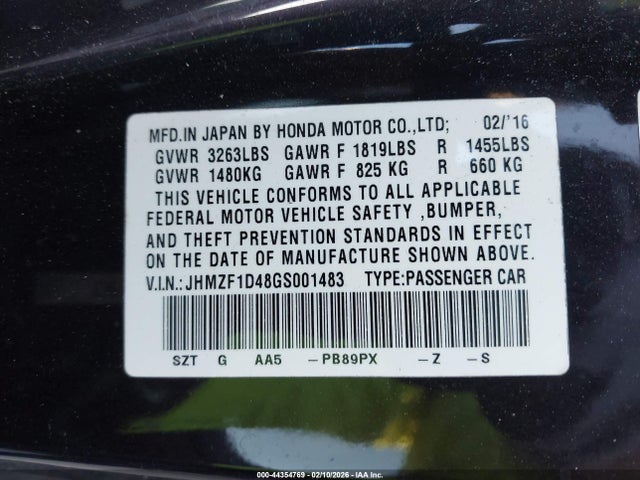 MFD.IN JAPAN BY HONDA MOTOR CO.,LTD; 02/'16
GVWR 3263LBS GAWR F 1819LBS R 1455LBS
GVWR 1480KG GAWR F 825 KG R 660 KG
THIS VEHICLE CONFORMS TO ALL APPLICABLE
FEDERAL MOTOR VEHICLE SAFETY ,BUMPER,
AND THEFT PREVENTION STANDARDS IN EFFECT
ON THE DATE OF MANUFACTURE SHOWN ABOVE.
V.I.N.: JHMZF1D48GS001483 TYPE:PASSENGER CAR
SZT G AA5 –PB89PX –Z –S
000-44354769 - 02/10/2026 - IAA Inc.